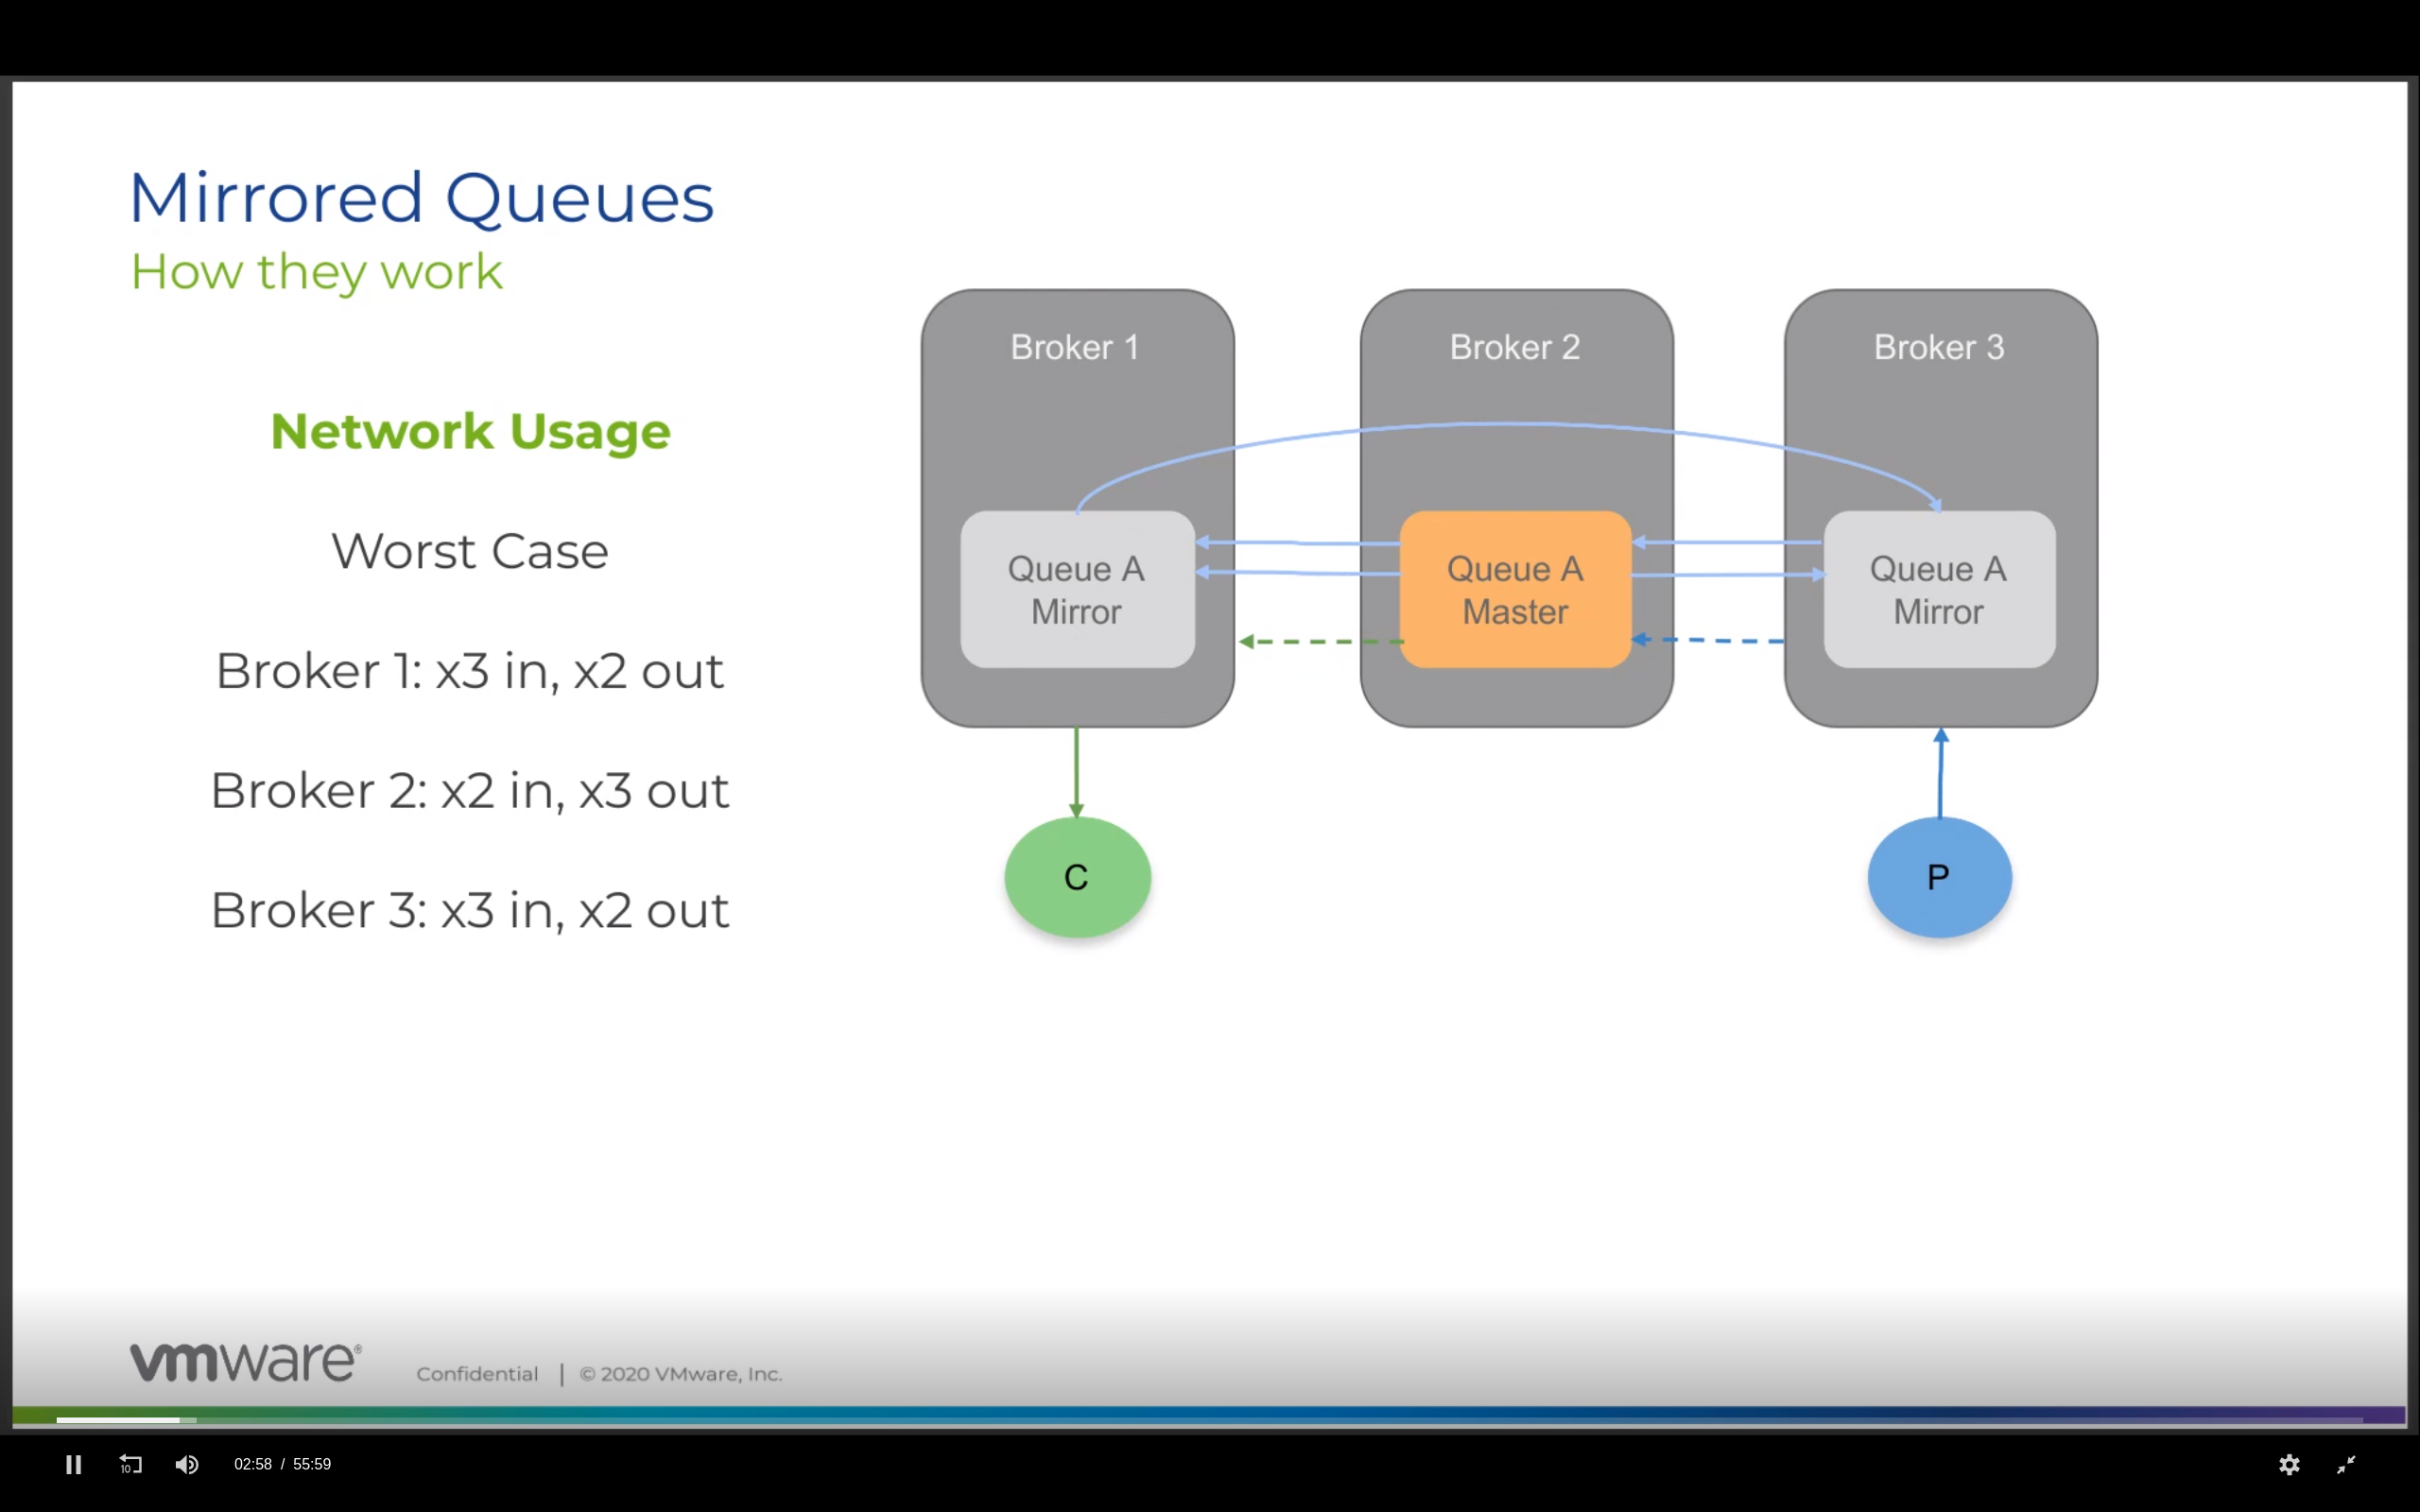 Mirrored Queues
How they work
Network Usage
Worst Case
Broker 1: x3 in, x2 out
Broker 2: x2 in, x3 out
Broker 3: x3 in, x2 out
Broker 1
Broker 2
Broker 3
Queue A
Mirror
Queue A
Master
Queue A
Mirror
C
P
vmware®
Confidential | © 2020 VMware, Inc.
10
02:58 / 55:59